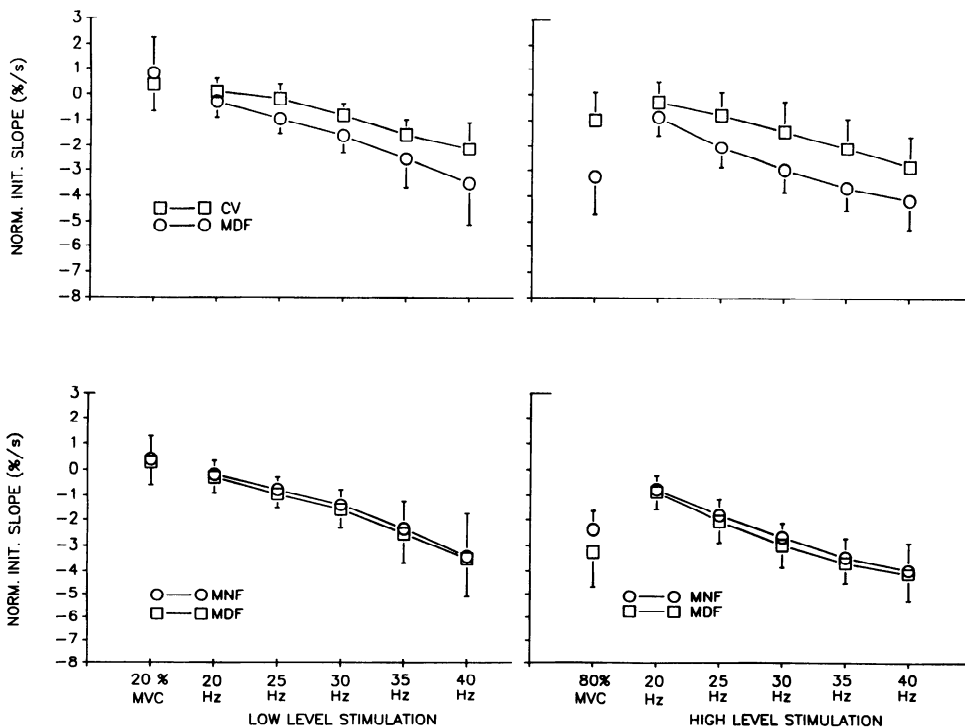 NORM. INIT. SLOPE (%/s)
3
2
1
0
−1
−2
−3
−4
−5
−6
−7
−8
CV
MDF
NORM. INIT. SLOPE (%/s)
3
2
1
0
−1
−2
−3
−4
−5
−6
−7
−8
MNF
MDF
MNF
MDF
20 % MVC
20 Hz
25 Hz
30 Hz
35 Hz
40 Hz
80% MVC
20 Hz
25 Hz
30 Hz
35 Hz
40 Hz
LOW LEVEL STIMULATION
HIGH LEVEL STIMULATION